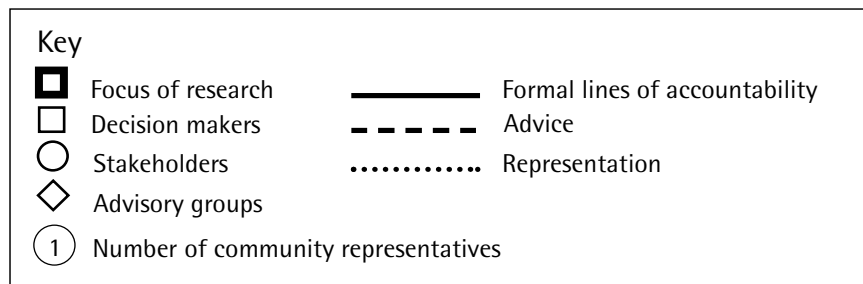 Key
Focus of research
Formal lines of accountability
Decision makers
Advice
Stakeholders
Representation
Advisory groups
1 Number of community representatives